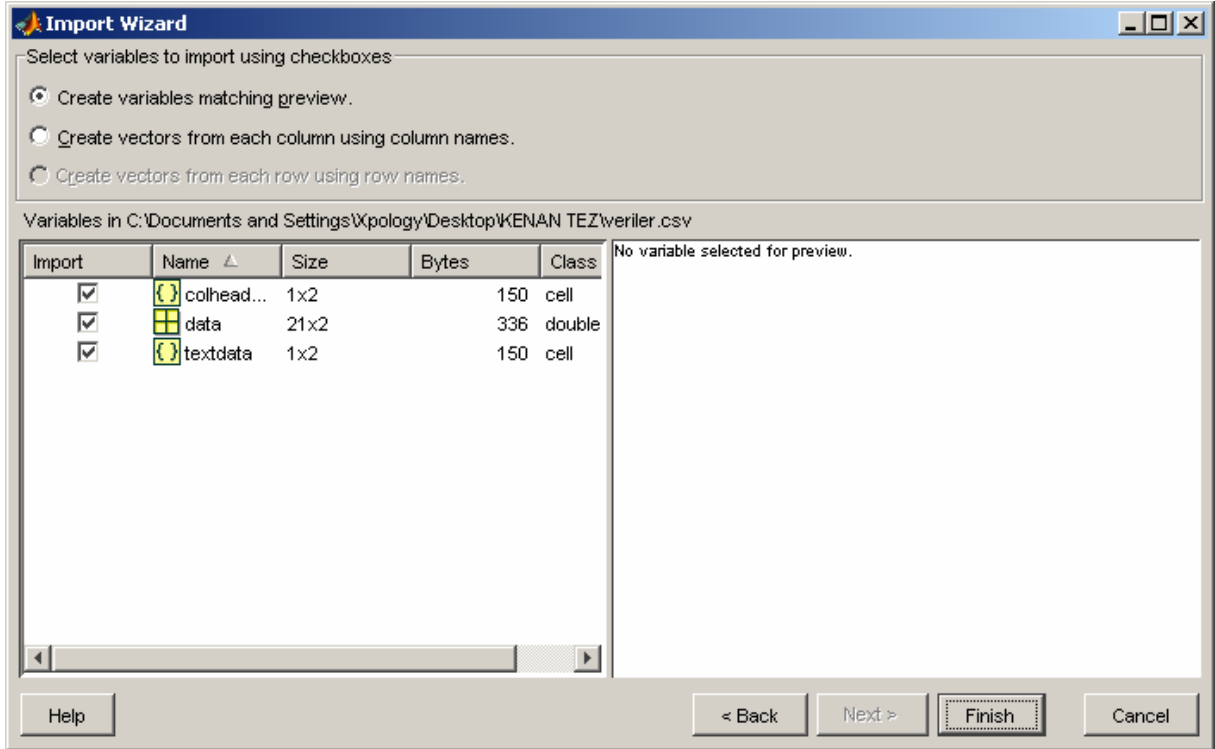 Import Wizard
Select variables to import using checkboxes
Create variables matching preview.
Create vectors from each column using column names.
Create vectors from each row using row names.
Variables in C:\Documents and Settings\Xpology\Desktop\KENAN TEZ\veriler.csv
Import Name Size Bytes Class
colhead... 1x2 150 cell
data 21x2 336 double
textdata 1x2 150 cell
No variable selected for preview.
Help < Back Next > Finish Cancel